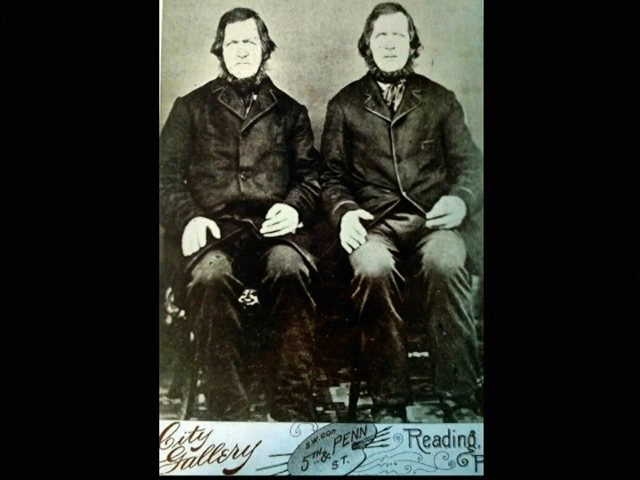 City
Gallery
S.W. COR
5TH & PENN
ST.
Reading,
P